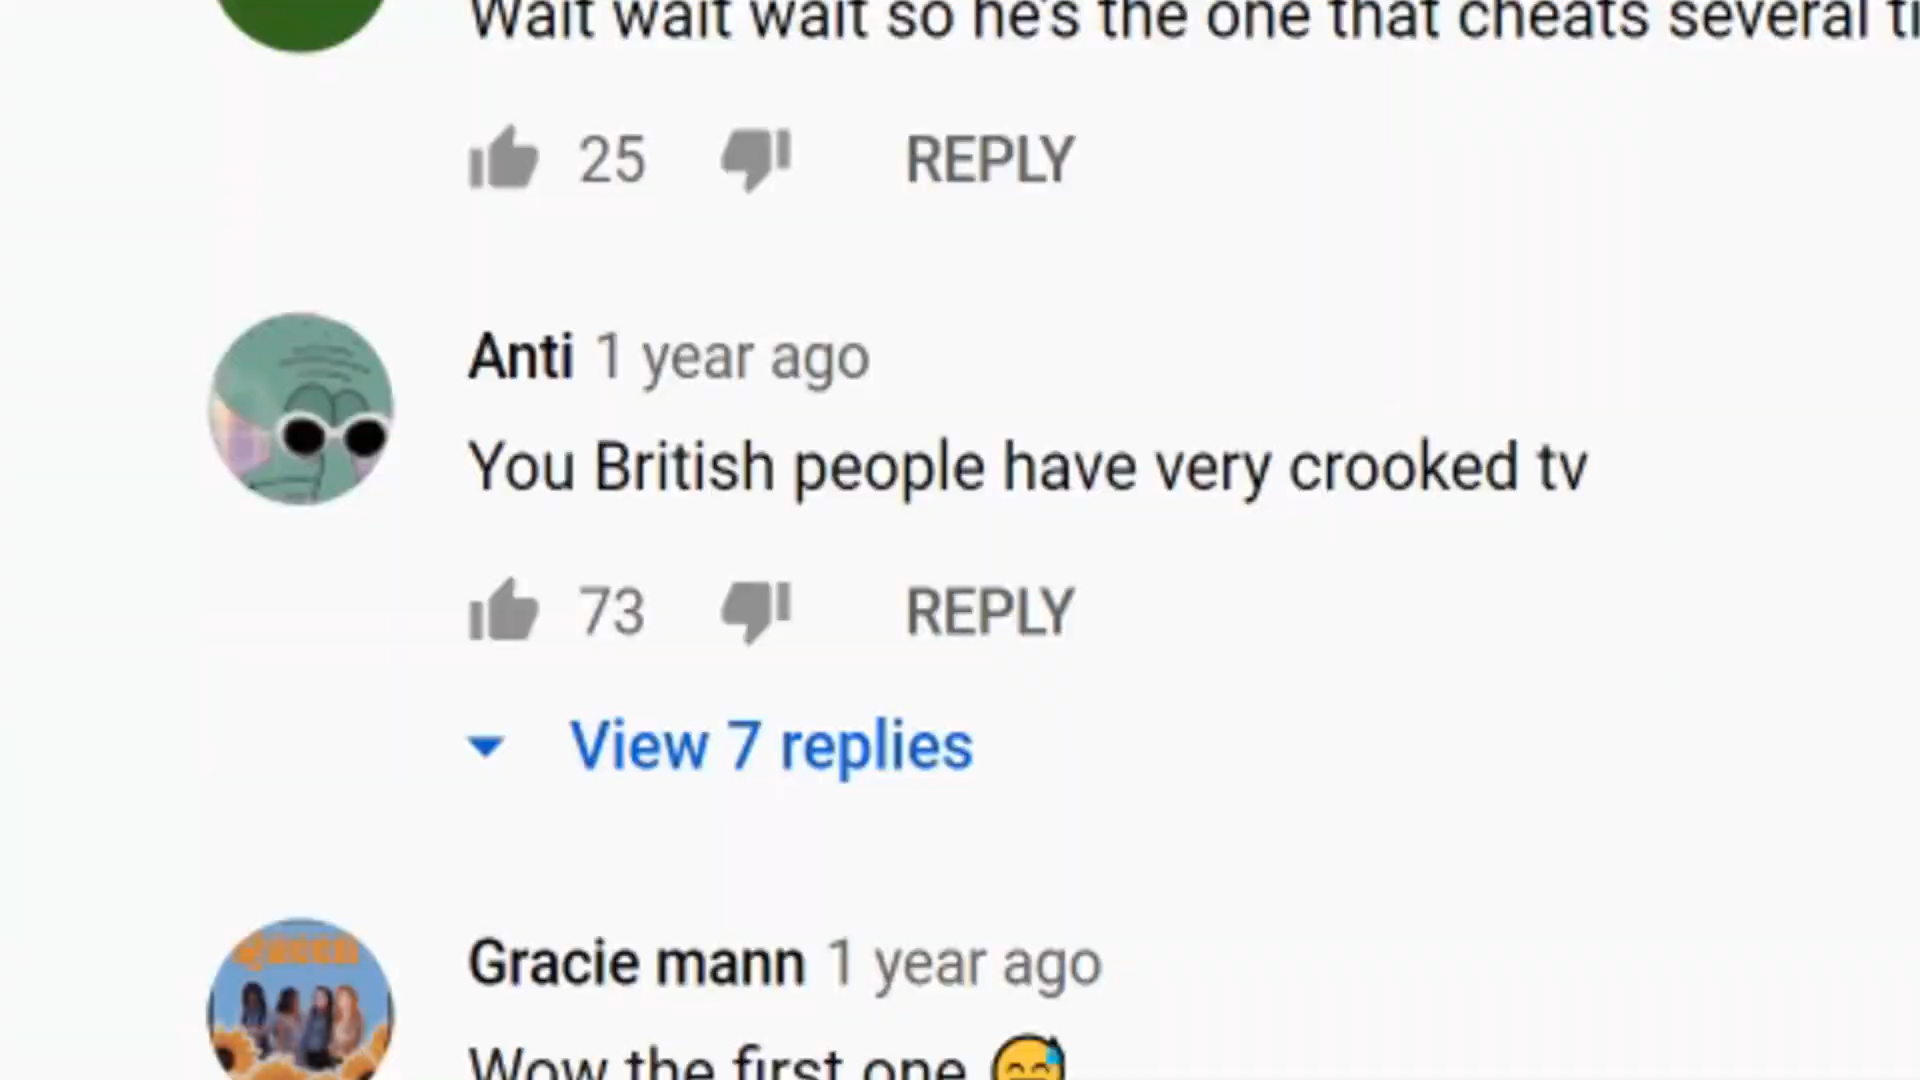 Wait wait wait so he's the one that cheats several
25 REPLY
Anti 1 year ago
You British people have very crooked tv
73 REPLY
View 7 replies
Queen
Gracie mann 1 year ago
Wow the first one 😅